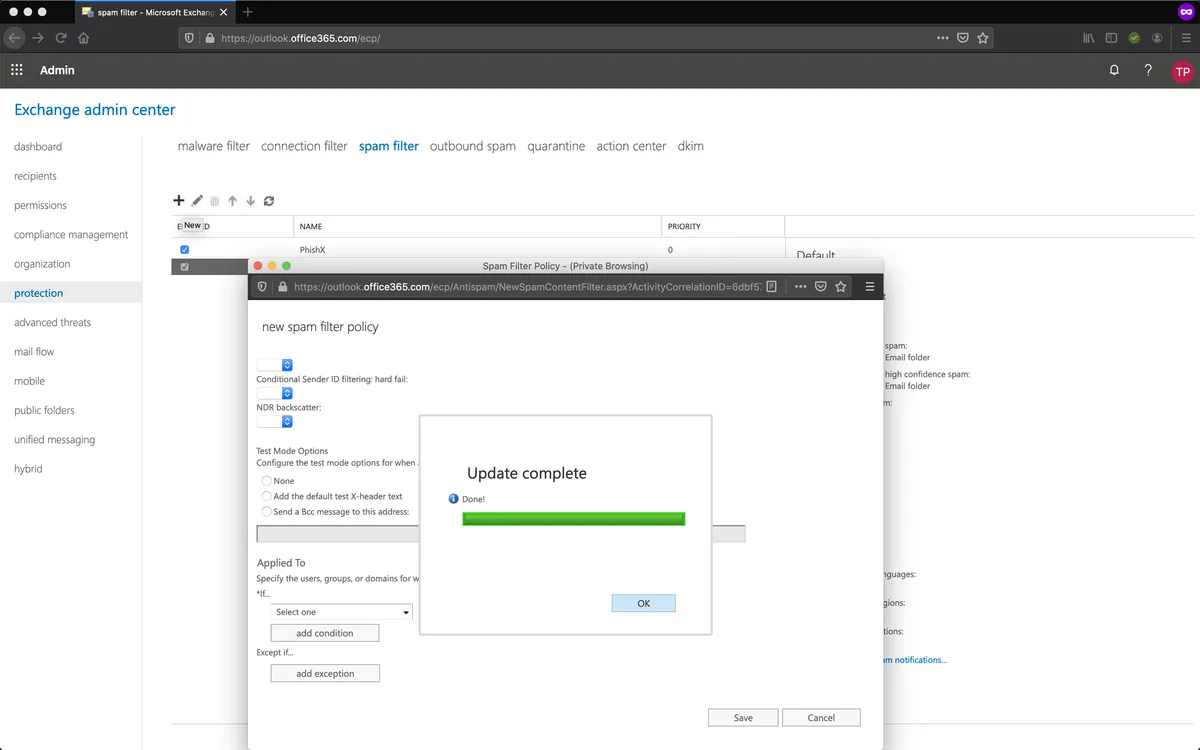 spam filter - Microsoft Exchang
https://outlook.office365.com/ecp/
Admin
TP
Exchange admin center
dashboard
recipients
permissions
compliance management
organization
protection
advanced threats
mail flow
mobile
public folders
unified messaging
hybrid
malware filter connection filter spam filter outbound spam quarantine action center dkim
New
NAME PRIORITY
PhishX 0
Default
Spam Filter Policy - (Private Browsing)
https://outlook.office365.com/ecp/Antispam/NewSpamContentFilter.aspx?ActivityCorrelationID=6dbf5
new spam filter policy
Conditional Sender ID filtering: hard fail:
NDR backscatter:
Test Mode Options
Configure the test mode options for when
None
Add the default test X-header text
Send a Bcc message to this address:
Applied To
Specify the users, groups, or domains for w
*If...
Select one
add condition
Except if...
add exception
Save Cancel
Update complete
Done!
OK
spam:
Email folder
high confidence spam:
Email folder
m:
nguages:
gions:
tions:
am notifications...